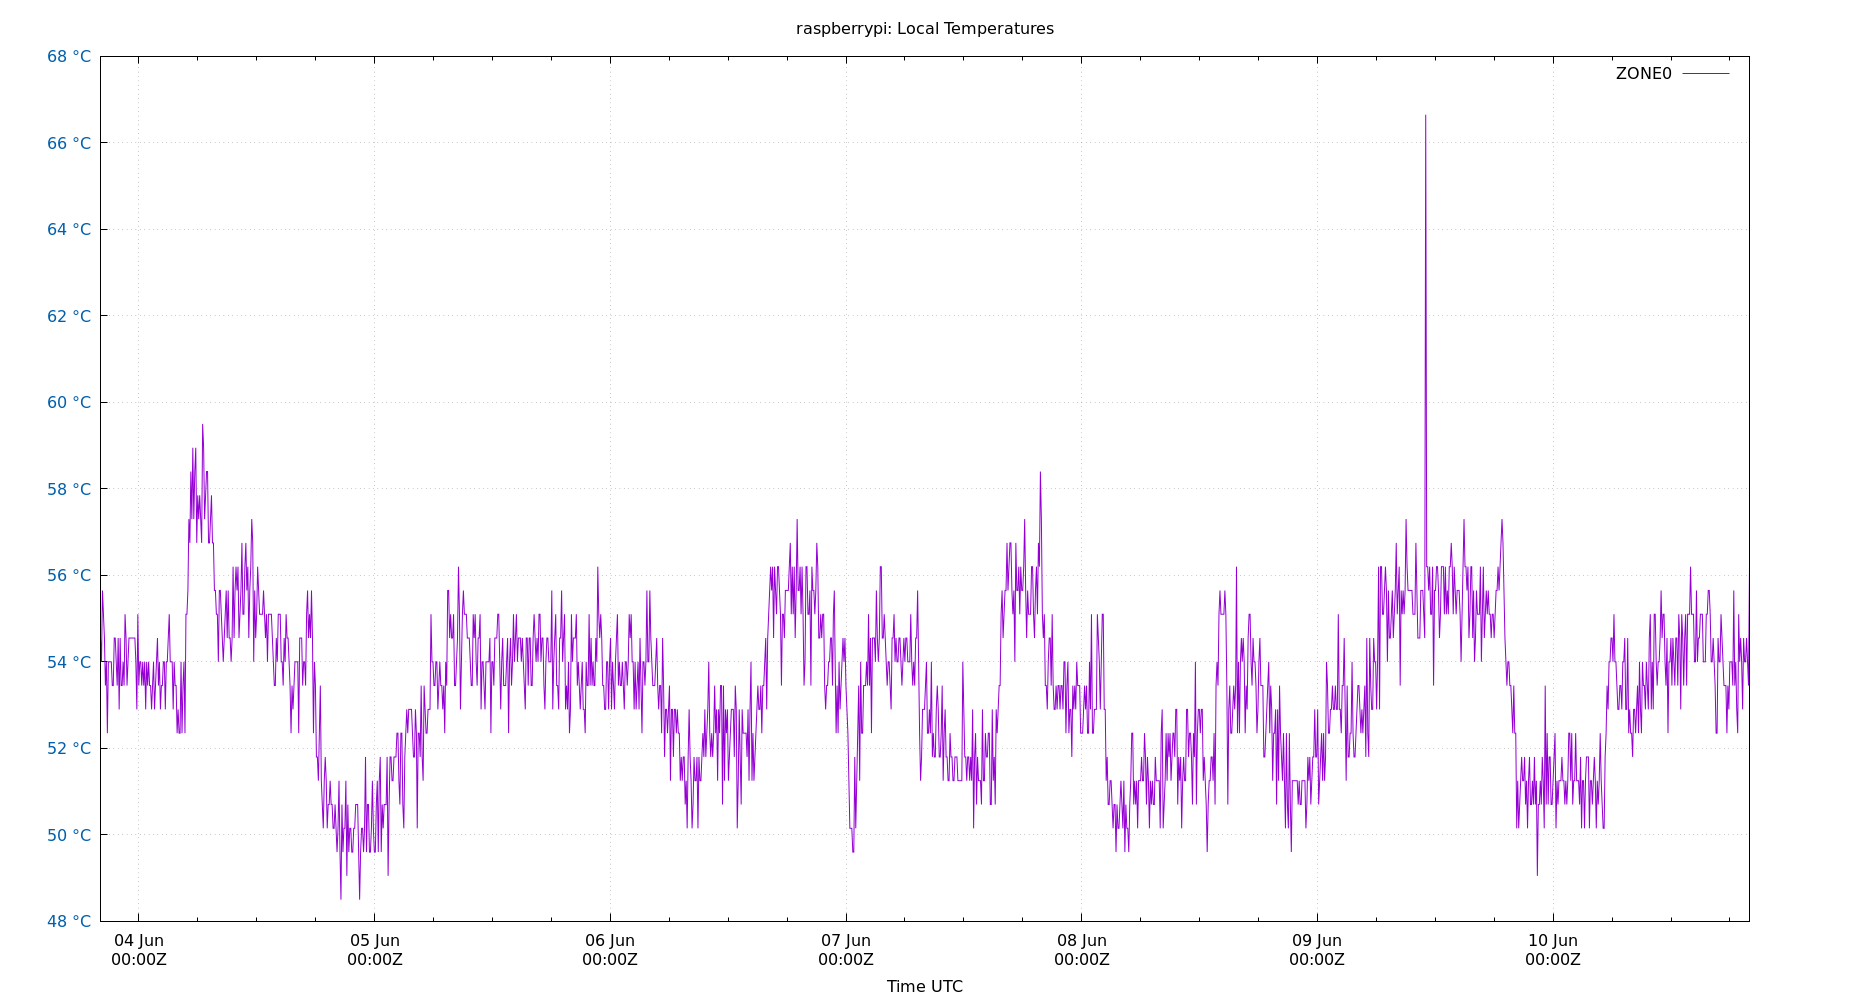 raspberrypi: Local Temperatures
68 °C
ZONE0
66 °C
64 °C
62 °C
60 °C
58 °C
56 °C
54 °C
52 °C
50 °C
48 °C
04 Jun 05 Jun 06 Jun 07 Jun 08 Jun 09 Jun 10 Jun
00:00Z 00:00Z 00:00Z 00:00Z 00:00Z 00:00Z 00:00Z
Time UTC